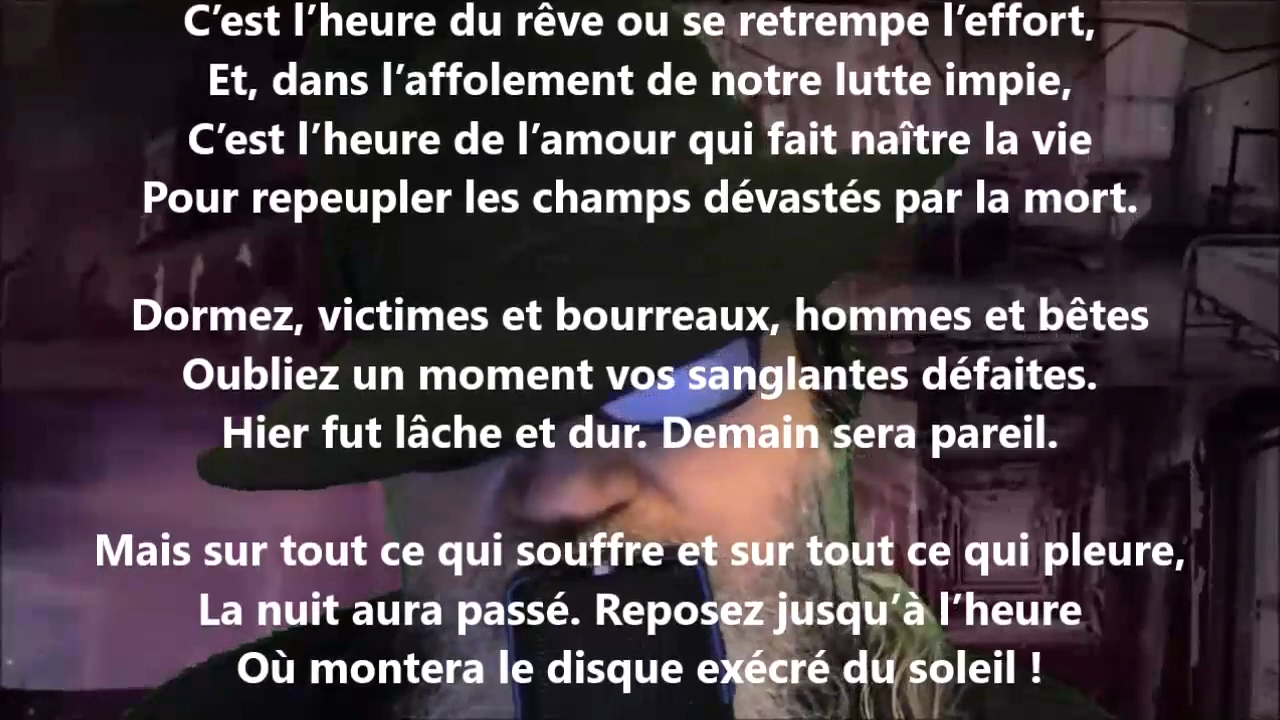 C’est l’heure du rêve ou se retrempe l’effort,
Et, dans l’affolement de notre lutte impie,
C’est l’heure de l’amour qui fait naître la vie
Pour repeupler les champs dévastés par la mort.
Dormez, victimes et bourreaux, hommes et bêtes
Oubliez un moment vos sanglantes défaites.
Hier fut lâche et dur. Demain sera pareil.
Mais sur tout ce qui souffre et sur tout ce qui pleure,
La nuit aura passé. Reposez jusqu’à l’heure
Où montera le disque exécré du soleil !